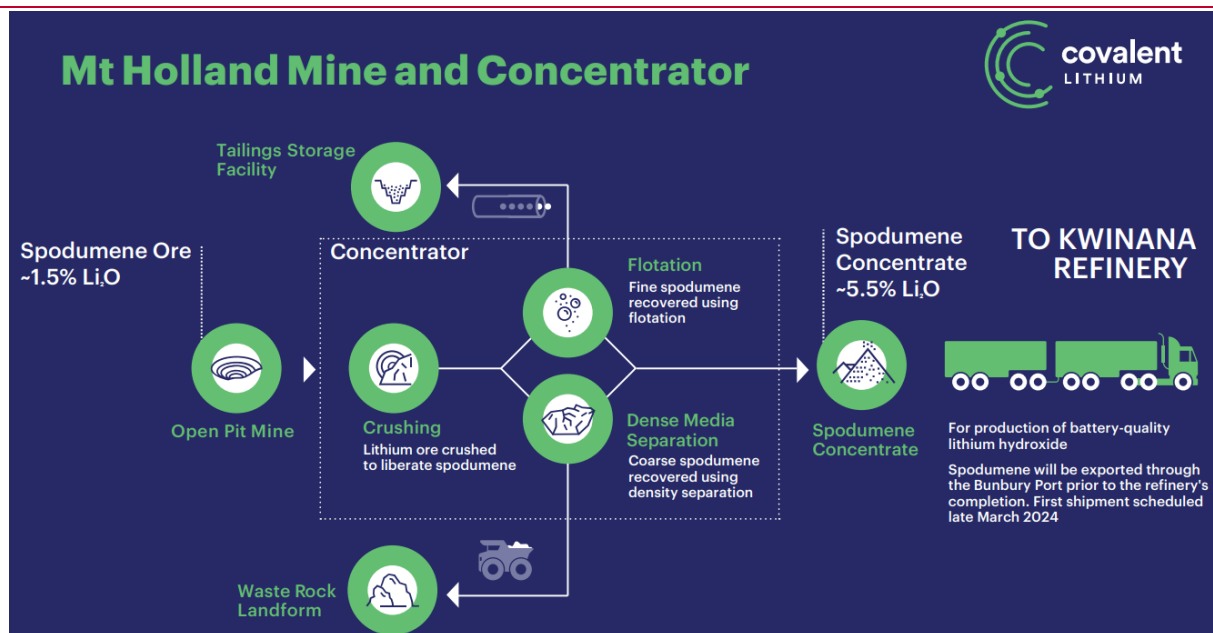 Mt Holland Mine and Concentrator
covalent
LITHIUM
Tailings Storage
Facility
Spodumene Ore
~1.5% Li₂O
Concentrator
Flotation
Fine spodumene
recovered using
flotation
Spodumene
Concentrate
~5.5% Li₂O
TO KWINANA
REFINERY
Open Pit Mine
Crushing
Lithium ore crushed
to liberate spodumene
Dense Media
Separation
Coarse spodumene
recovered using
density separation
Spodumene
Concentrate
For production of battery-quality
lithium hydroxide
Spodumene will be exported through
the Bunbury Port prior to the refinery's
completion. First shipment scheduled
late March 2024
Waste Rock
Landform